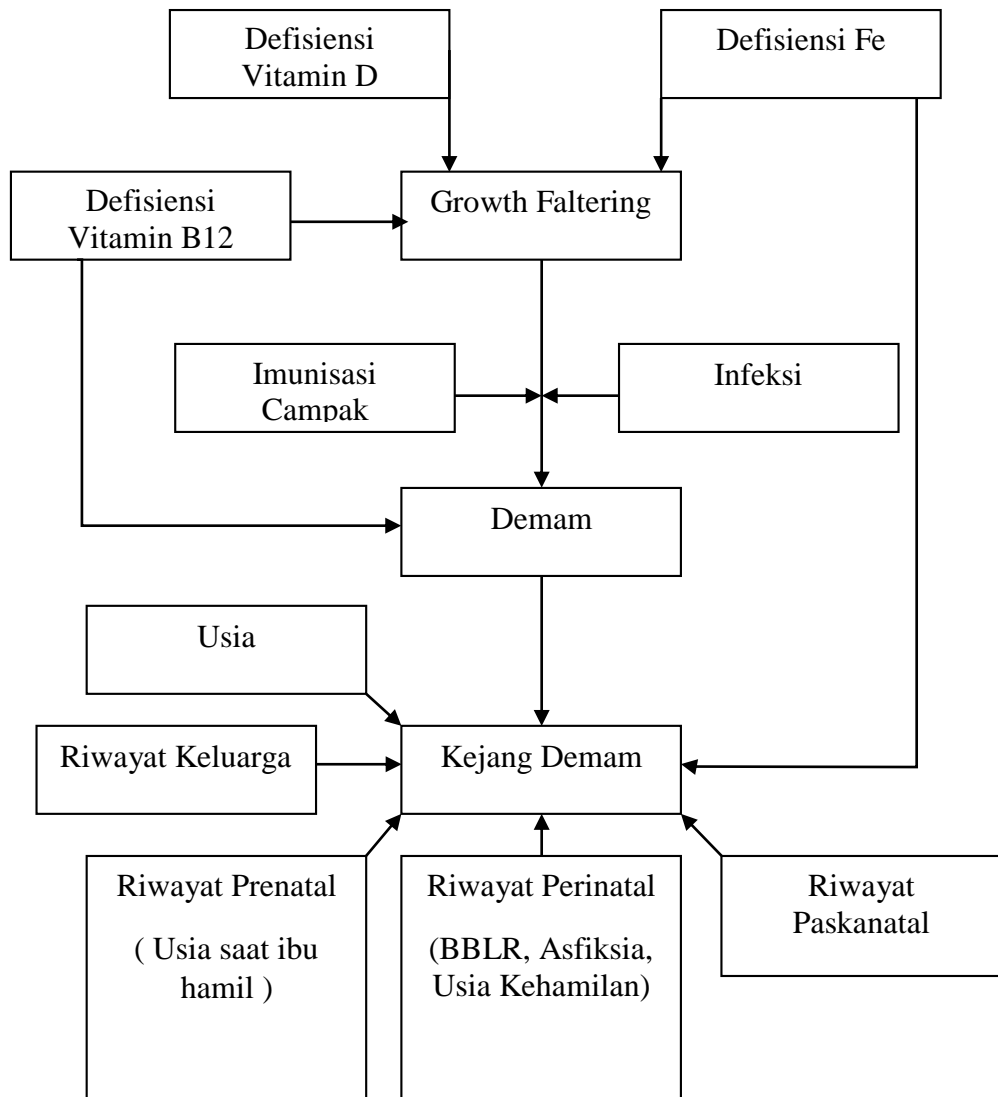 Defisiensi
Vitamin D
Defisiensi Fe
Defisiensi
Vitamin B12
Growth Faltering
Imunisasi
Campak
Infeksi
Demam
Usia
Riwayat Keluarga
Kejang Demam
Riwayat Prenatal
( Usia saat ibu
hamil )
Riwayat Perinatal
(BBLR, Asfiksia,
Usia Kehamilan)
Riwayat
Paskanatal